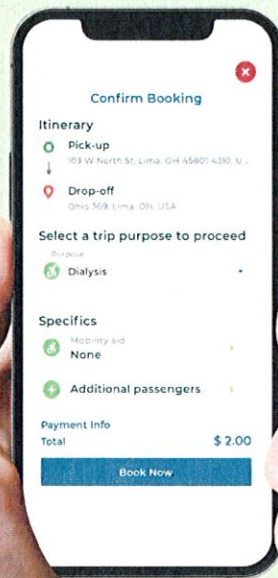 Confirm Booking
Itinerary
Pick-up
103 W North St, Lima, OH 45801-4310, U...
Drop-off
Ohio 309, Lima, OH, USA
Select a trip purpose to proceed
Purpose
Dialysis
Specifics
Mobility aid
None
Additional passengers
Payment Info
Total $ 2.00
Book Now